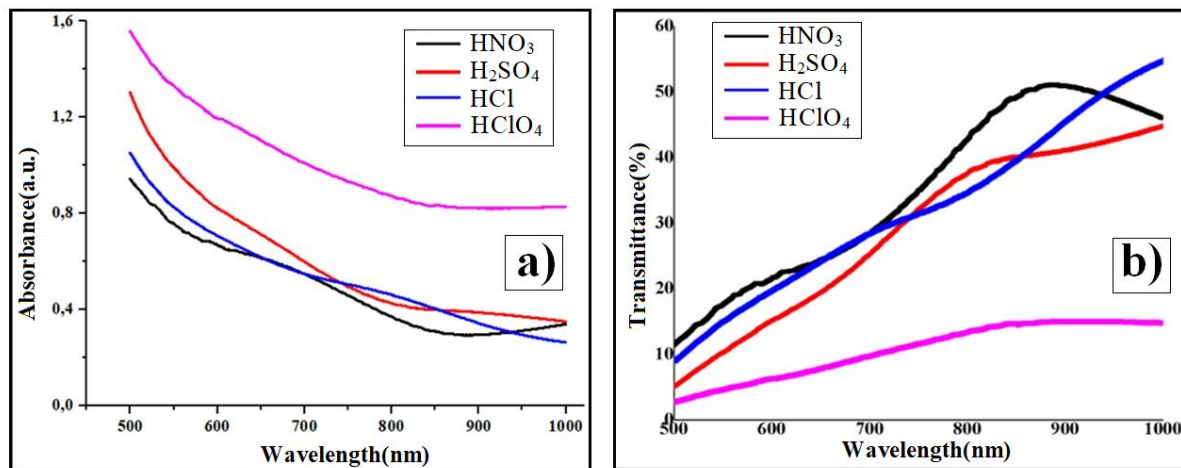 1,6
1,2
0,8
0,4
0,0
Absorbance(a.u.)
HNO₃
H₂SO₄
HCl
HClO₄
a)
500 600 700 800 900 1000
Wavelength(nm)
60
50
40
30
20
10
0
Transmittance(%)
HNO₃
H₂SO₄
HCl
HClO₄
b)
500 600 700 800 900 1000
Wavelength(nm)